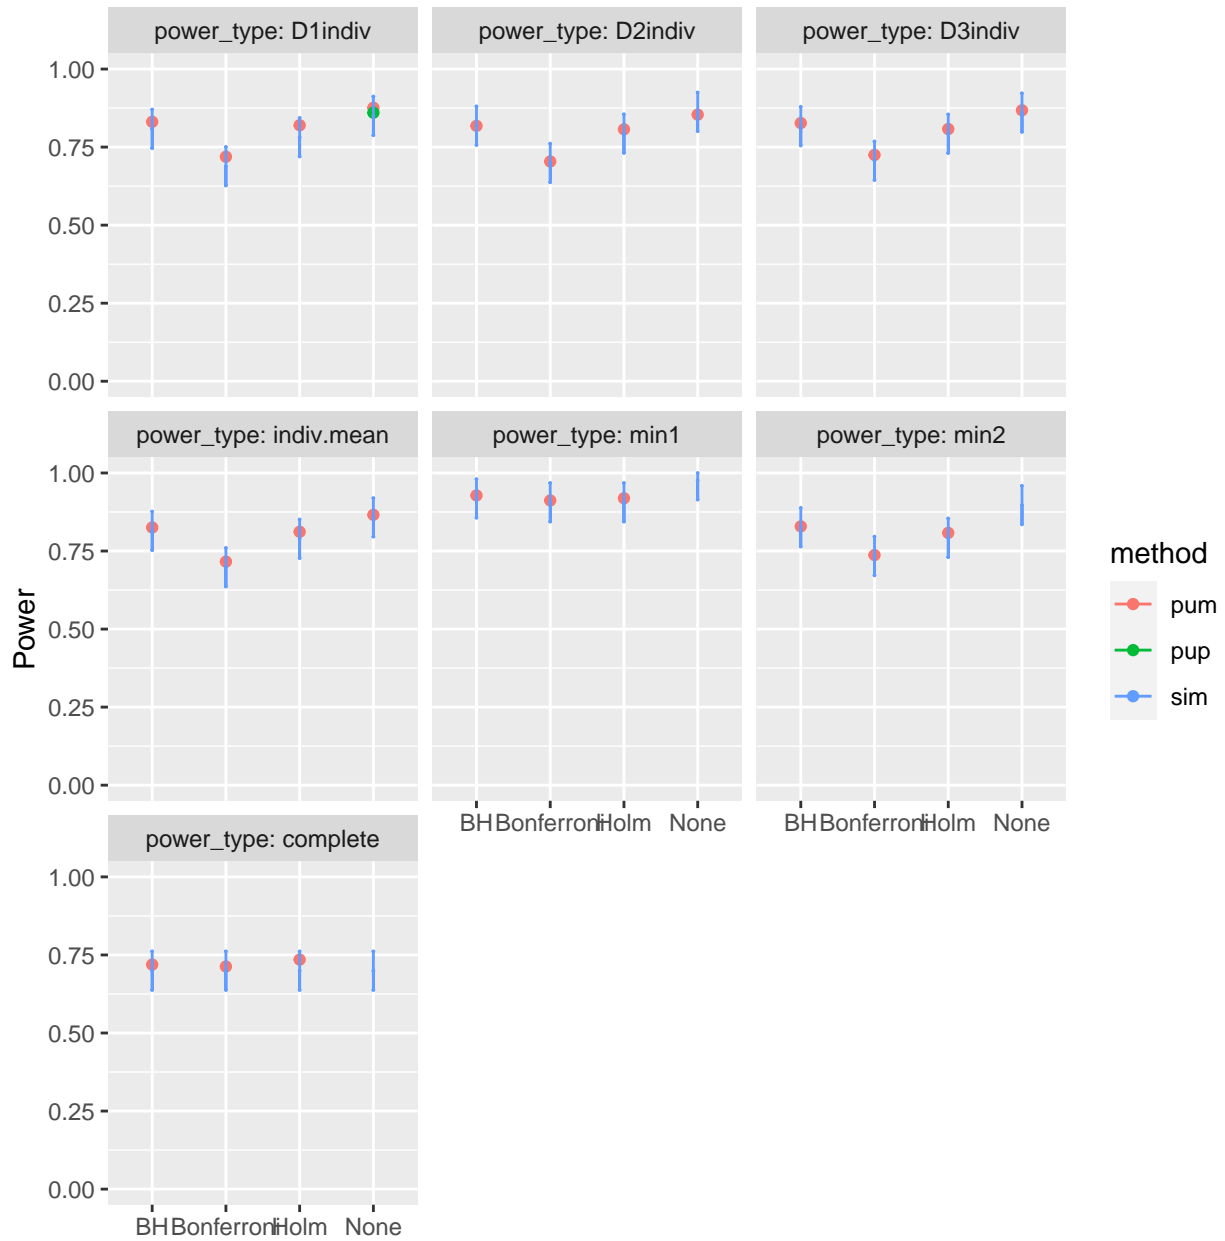 power_type: D1indiv
power_type: D2indiv
power_type: D3indiv
1.00
0.75
0.50
0.25
0.00
power_type: indiv.mean
power_type: min1
power_type: min2
1.00
0.75
0.50
0.25
0.00
Power
BH Bonferroni Holm None
BH Bonferroni Holm None
method
pum
pup
sim
power_type: complete
1.00
0.75
0.50
0.25
0.00
BH Bonferroni Holm None